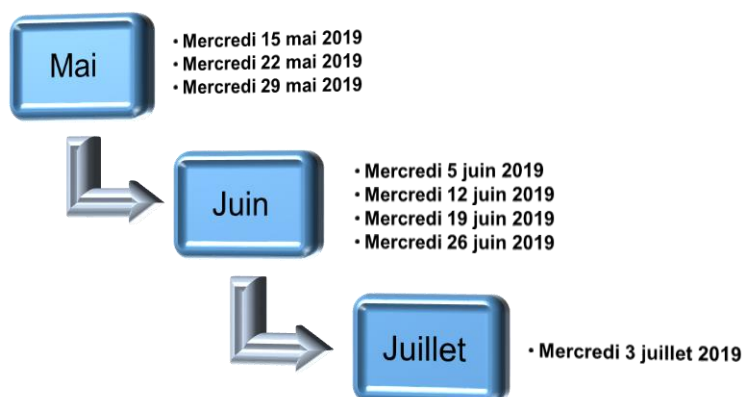 Mai
• Mercredi 15 mai 2019
• Mercredi 22 mai 2019
• Mercredi 29 mai 2019
Juin
• Mercredi 5 juin 2019
• Mercredi 12 juin 2019
• Mercredi 19 juin 2019
• Mercredi 26 juin 2019
Juillet
• Mercredi 3 juillet 2019